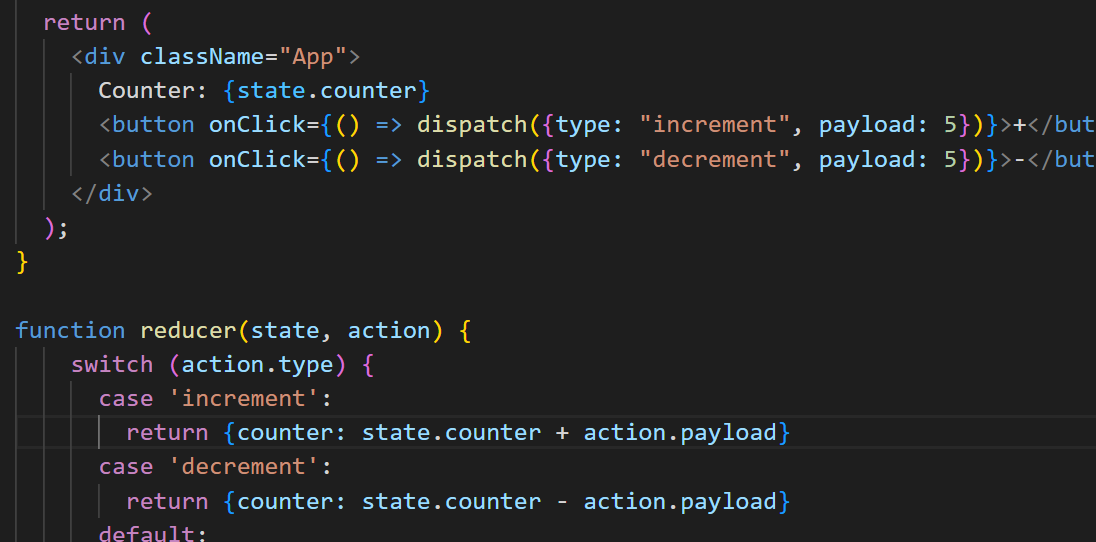 return (
<div className="App">
Counter: {state.counter}
<button onClick={() => dispatch({type: "increment", payload: 5})}>+</but
<button onClick={() => dispatch({type: "decrement", payload: 5})}>-</but
</div>
);
}
function reducer(state, action) {
switch (action.type) {
case 'increment':
return {counter: state.counter + action.payload}
case 'decrement':
return {counter: state.counter - action.payload}
default: